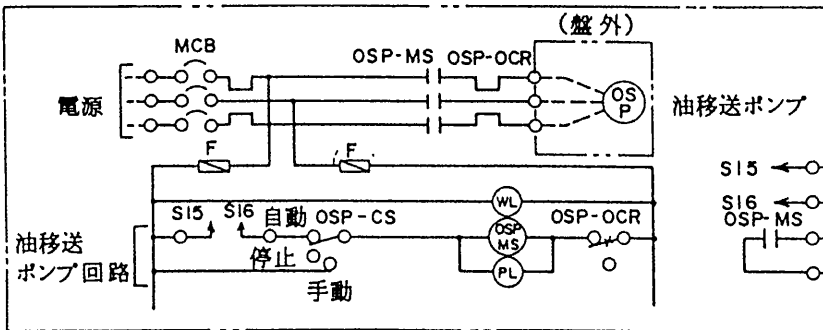 (盤外)
MCB
OSP-MS
OSP-OCR
電源
OS
P
油移送ポンプ
F
F
S15
WL
S16
S15
S16
自動
OSP-CS
OSP
MS
OSP-OCR
OSP-MS
油移送
ポンプ回路
停止
PL
手動